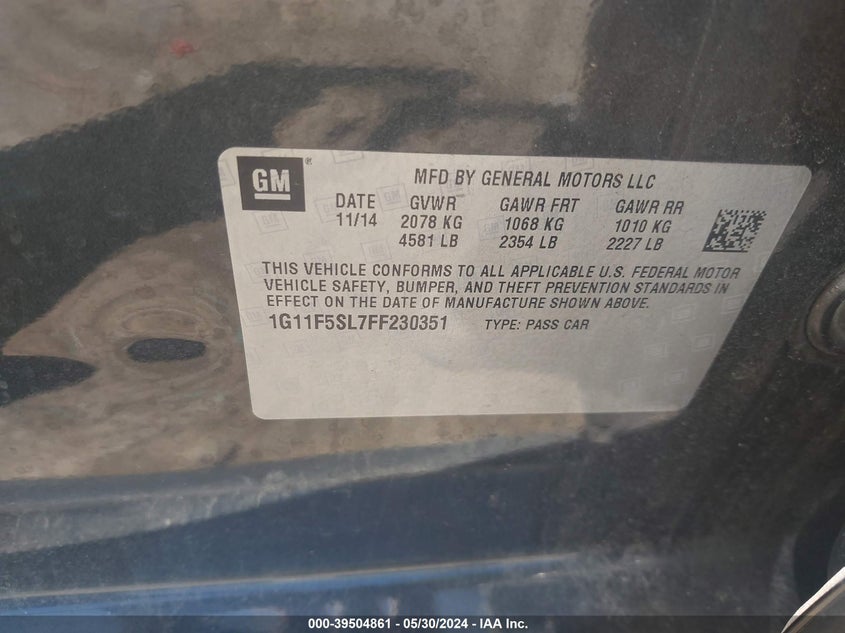 GM ®
MFD BY GENERAL MOTORS LLC
DATE GVWR GAWR FRT GAWR RR
11/14 2078 KG 1068 KG 1010 KG
4581 LB 2354 LB 2227 LB
THIS VEHICLE CONFORMS TO ALL APPLICABLE U.S. FEDERAL MOTOR
VEHICLE SAFETY, BUMPER, AND THEFT PREVENTION STANDARDS IN
EFFECT ON THE DATE OF MANUFACTURE SHOWN ABOVE.
1G11F5SL7FF230351 TYPE: PASS CAR
000-39504861 - 05/30/2024 - IAA Inc.